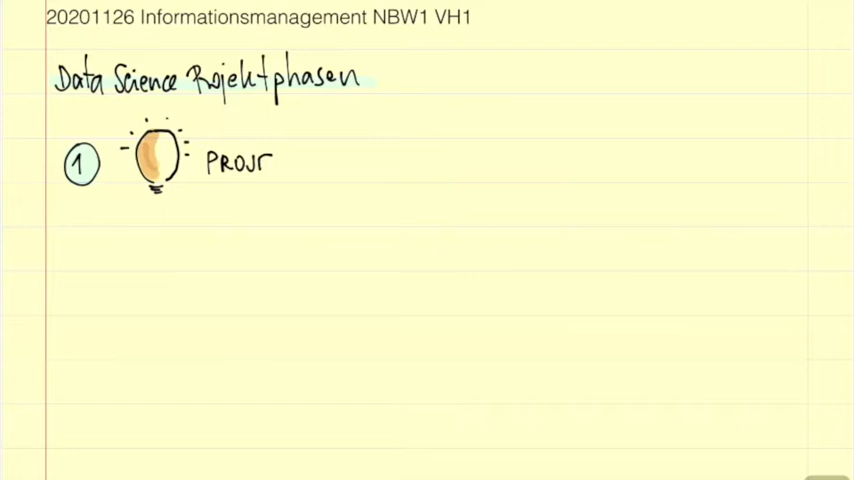 20201126 Informationsmanagement NBW1 VH1
Data Science Projektphasen
1 PROJ